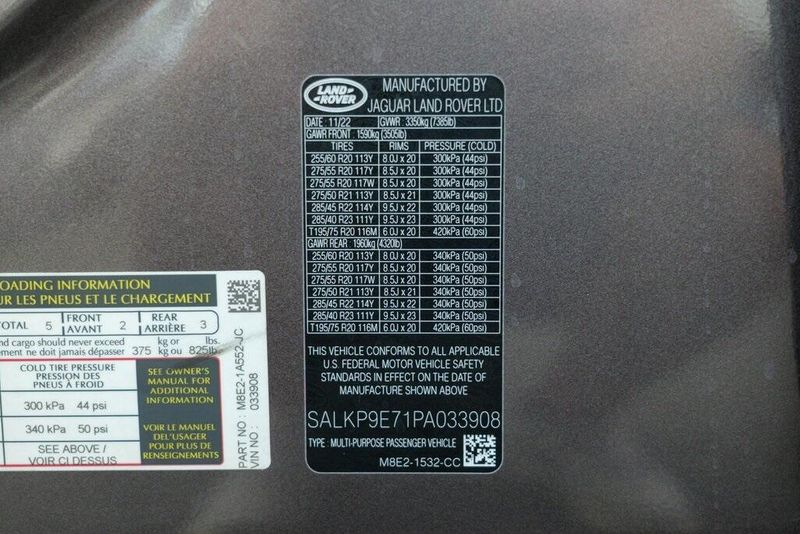 LAND
ROVER
MANUFACTURED BY
JAGUAR LAND ROVER LTD
DATE : 11/22 GVWR : 3350kg (7385lb)
GAWR FRONT : 1590kg (3505lb)
TIRES RIMS PRESSURE (COLD)
255/60 R20 113Y 8.0J x 20 300kPa (44psi)
275/55 R20 117Y 8.5J x 20 300kPa (44psi)
275/55 R20 117W 8.5J x 20 300kPa (44psi)
275/50 R21 113Y 8.5J x 21 300kPa (44psi)
285/45 R22 114Y 9.5J x 22 300kPa (44psi)
285/40 R23 111Y 9.5J x 23 300kPa (44psi)
T195/75 R20 116M 6.0J x 20 420kPa (60psi)
GAWR REAR : 1960kg (4320lb)
255/60 R20 113Y 8.0J x 20 340kPa (50psi)
275/55 R20 117Y 8.5J x 20 340kPa (50psi)
275/55 R20 117W 8.5J x 20 340kPa (50psi)
275/50 R21 113Y 8.5J x 21 340kPa (50psi)
285/45 R22 114Y 9.5J x 22 340kPa (50psi)
285/40 R23 111Y 9.5J x 23 340kPa (50psi)
T195/75 R20 116M 6.0J x 20 420kPa (60psi)
THIS VEHICLE CONFORMS TO ALL APPLICABLE
U.S. FEDERAL MOTOR VEHICLE SAFETY
STANDARDS IN EFFECT ON THE DATE OF
MANUFACTURE SHOWN ABOVE
SALKP9E71PA033908
TYPE : MULTI-PURPOSE PASSENGER VEHICLE
M8E2-1532-CC
OADING INFORMATION
UR LES PNEUS ET LE CHARGEMENT
TOTAL 5 FRONT AVANT 2 REAR ARRIÈRE 3
nd cargo should never exceed kg or lbs.
ement ne doit jamais dépasser 375 kg ou 825lb
COLD TIRE PRESSURE
PRESSION DES
PNEUS À FROID
300 kPa 44 psi
340 kPa 50 psi
SEE ABOVE /
VOIR CI DESSUS
SEE OWNER'S
MANUAL FOR
ADDITIONAL
INFORMATION
VOIR LE MANUEL
DEL'USAGER
POUR PLUS DE
RENSEIGNEMENTS
PART NO : M8E2-1A552-JC
VIN NO : 033908